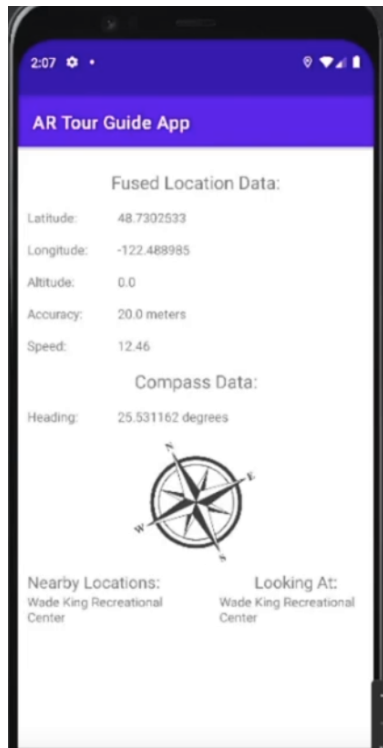 2:07
AR Tour Guide App
Fused Location Data:
Latitude: 48.7302533
Longitude: -122.488985
Altitude: 0.0
Accuracy: 20.0 meters
Speed: 12.46
Compass Data:
Heading: 25.531162 degrees
N
E
W
S
Nearby Locations: Looking At:
Wade King Recreational Wade King Recreational
Center Center